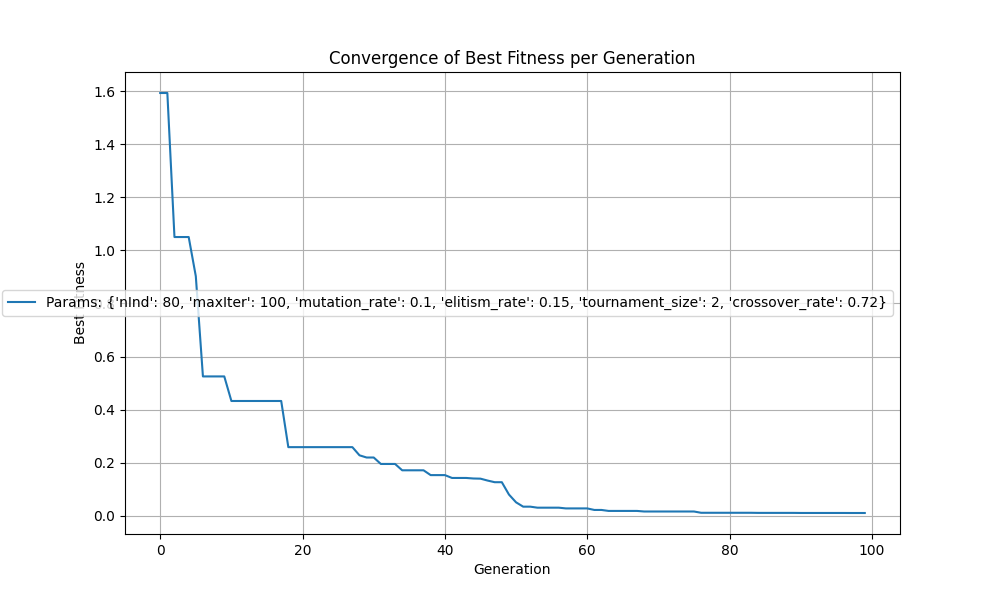 Convergence of Best Fitness per Generation
1.6
1.4
1.2
1.0
0.6
0.4
0.2
0.0
Best Fitness
Params: {'nInd': 80, 'maxIter': 100, 'mutation_rate': 0.1, 'elitism_rate': 0.15, 'tournament_size': 2, 'crossover_rate': 0.72}
0 20 40 60 80 100
Generation